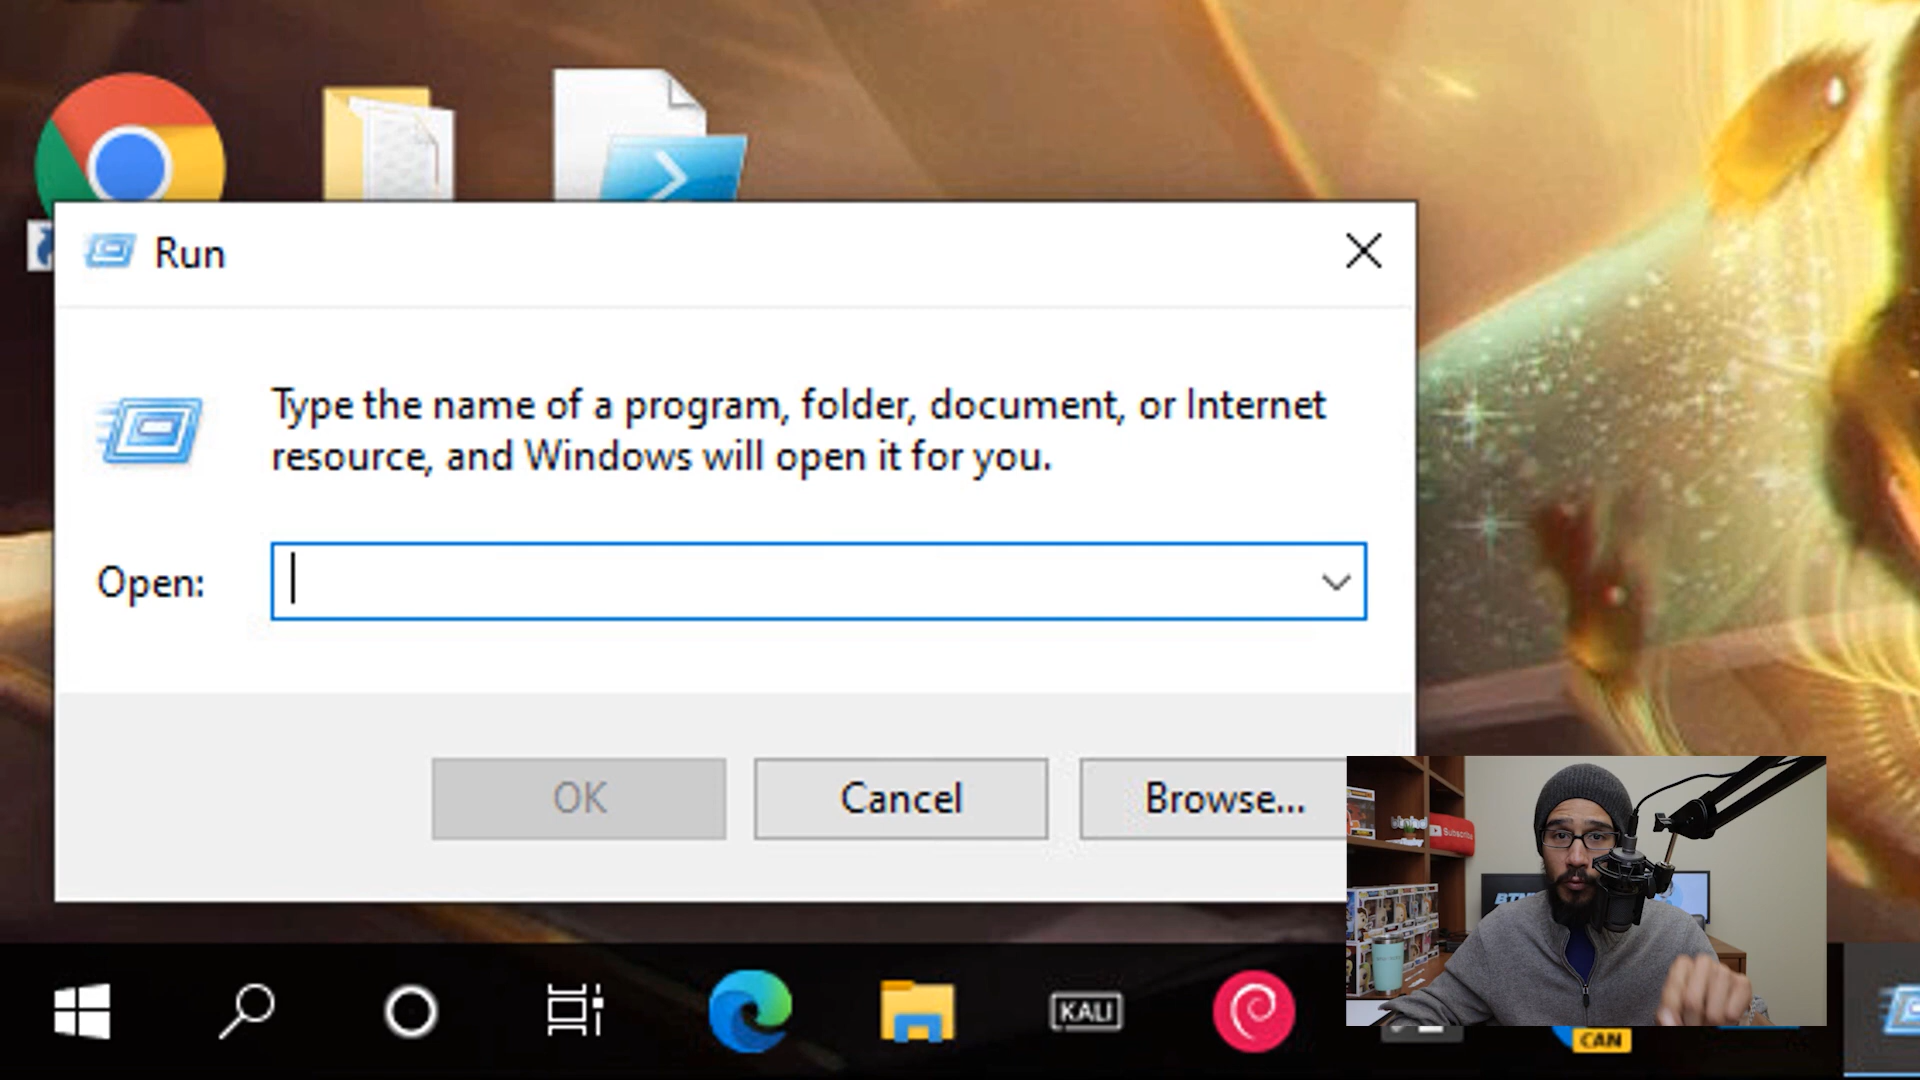 Run
Type the name of a program, folder, document, or Internet
resource, and Windows will open it for you.
Open:
OK
Cancel
Browse...
Subscribe
KALI
CAN